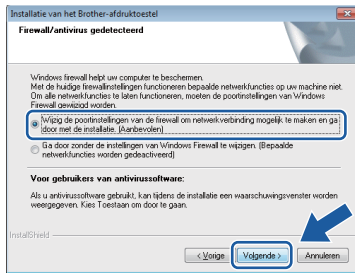 Installatie van het Brother-afdruktoestel
Firewall/antivirus gedetecteerd
Windows firewall helpt uw computer te beschermen.
Met de huidige firewallinstellingen functioneren bepaalde netwerkfuncties op uw machine niet.
Om alle netwerkfuncties te laten functioneren, moeten de poortinstellingen van Windows
Firewall gewijzigd worden.
Wijzig de poortinstellingen van de firewall om netwerkverbinding mogelijk te maken en ga
door met de installatie. (Aanbevolen)
Ga door zonder de instellingen van Windows Firewall te wijzigen. (Bepaalde
netwerkfuncties worden gedeactiveerd)
Voor gebruikers van antivirussoftware:
Als u antivirussoftware gebruikt, kan tijdens de installatie een waarschuwingsvenster worden
weergegeven. Kies Toestaan om door te gaan.
InstallShield
< Vorige
Volgende >
Annuleren